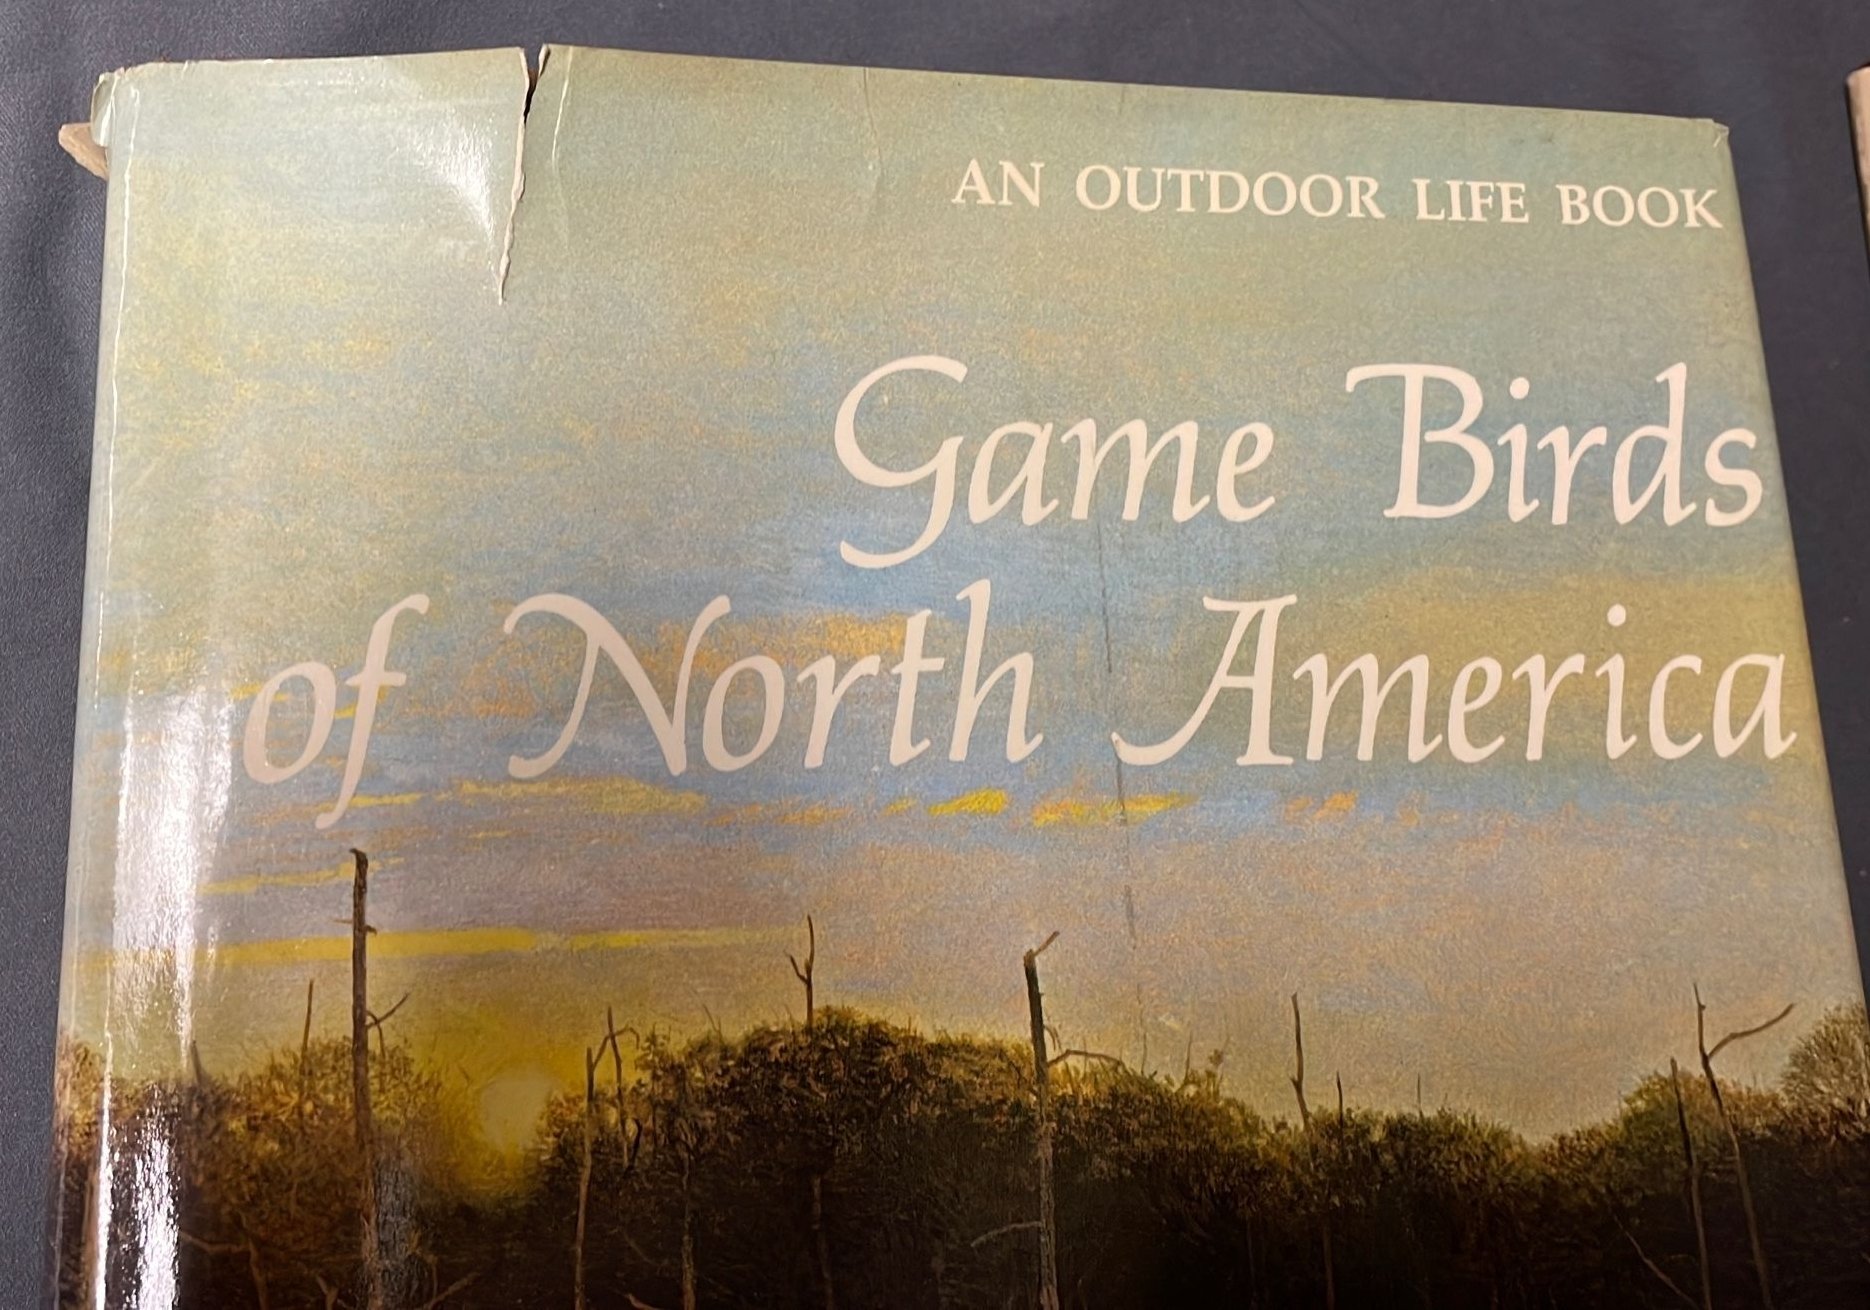 AN OUTDOOR LIFE BOOK
Game Birds
of North America